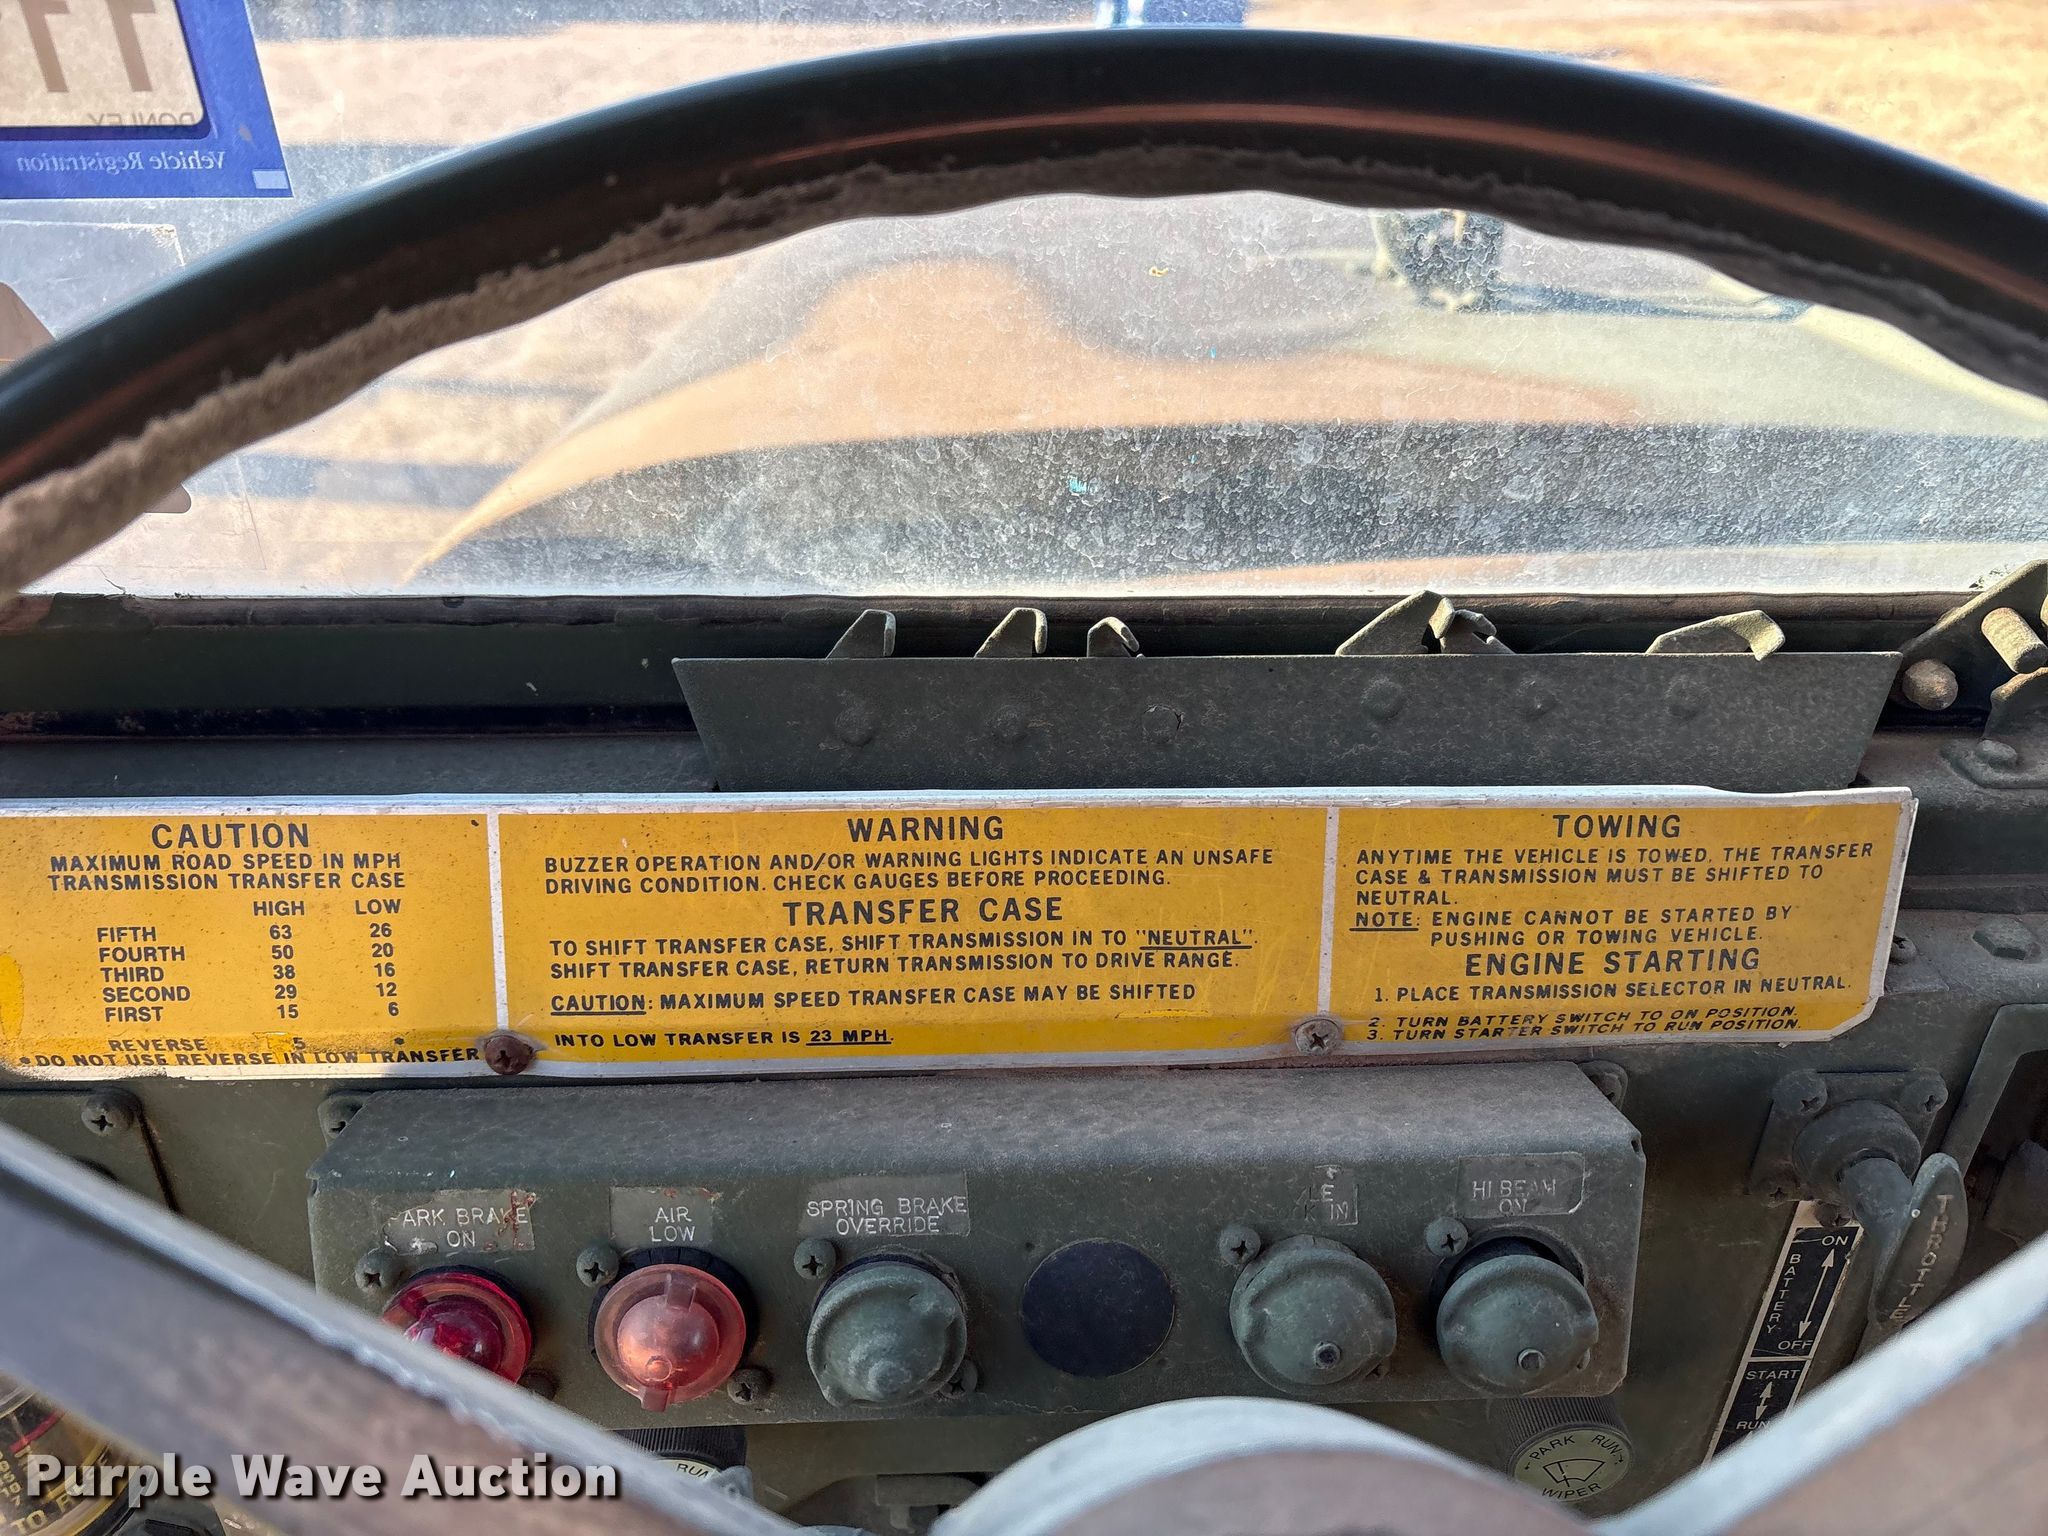 Vehicle Registration
CAUTION
MAXIMUM ROAD SPEED IN MPH
TRANSMISSION TRANSFER CASE
HIGH LOW
FIFTH 63 26
FOURTH 50 20
THIRD 38 16
SECOND 29 12
FIRST 15 6
REVERSE 5 *
*DO NOT USE REVERSE IN LOW TRANSFER
WARNING
BUZZER OPERATION AND/OR WARNING LIGHTS INDICATE AN UNSAFE
DRIVING CONDITION. CHECK GAUGES BEFORE PROCEEDING.
TRANSFER CASE
TO SHIFT TRANSFER CASE, SHIFT TRANSMISSION IN TO "NEUTRAL".
SHIFT TRANSFER CASE, RETURN TRANSMISSION TO DRIVE RANGE.
CAUTION: MAXIMUM SPEED TRANSFER CASE MAY BE SHIFTED
INTO LOW TRANSFER IS 23 MPH.
TOWING
ANYTIME THE VEHICLE IS TOWED, THE TRANSFER
CASE & TRANSMISSION MUST BE SHIFTED TO
NEUTRAL.
NOTE: ENGINE CANNOT BE STARTED BY
PUSHING OR TOWING VEHICLE.
ENGINE STARTING
1. PLACE TRANSMISSION SELECTOR IN NEUTRAL.
2. TURN BATTERY SWITCH TO ON POSITION.
3. TURN STARTER SWITCH TO RUN POSITION.
ARK BRAKE
ON
AIR
LOW
SPRING BRAKE
OVERRIDE
LE
IN
HI BEAM
ON
THROTTLE
ON
BATTERY
OFF
START
RUN
PARK RUN
WIPER
RUN
TO
Purple Wave Auction